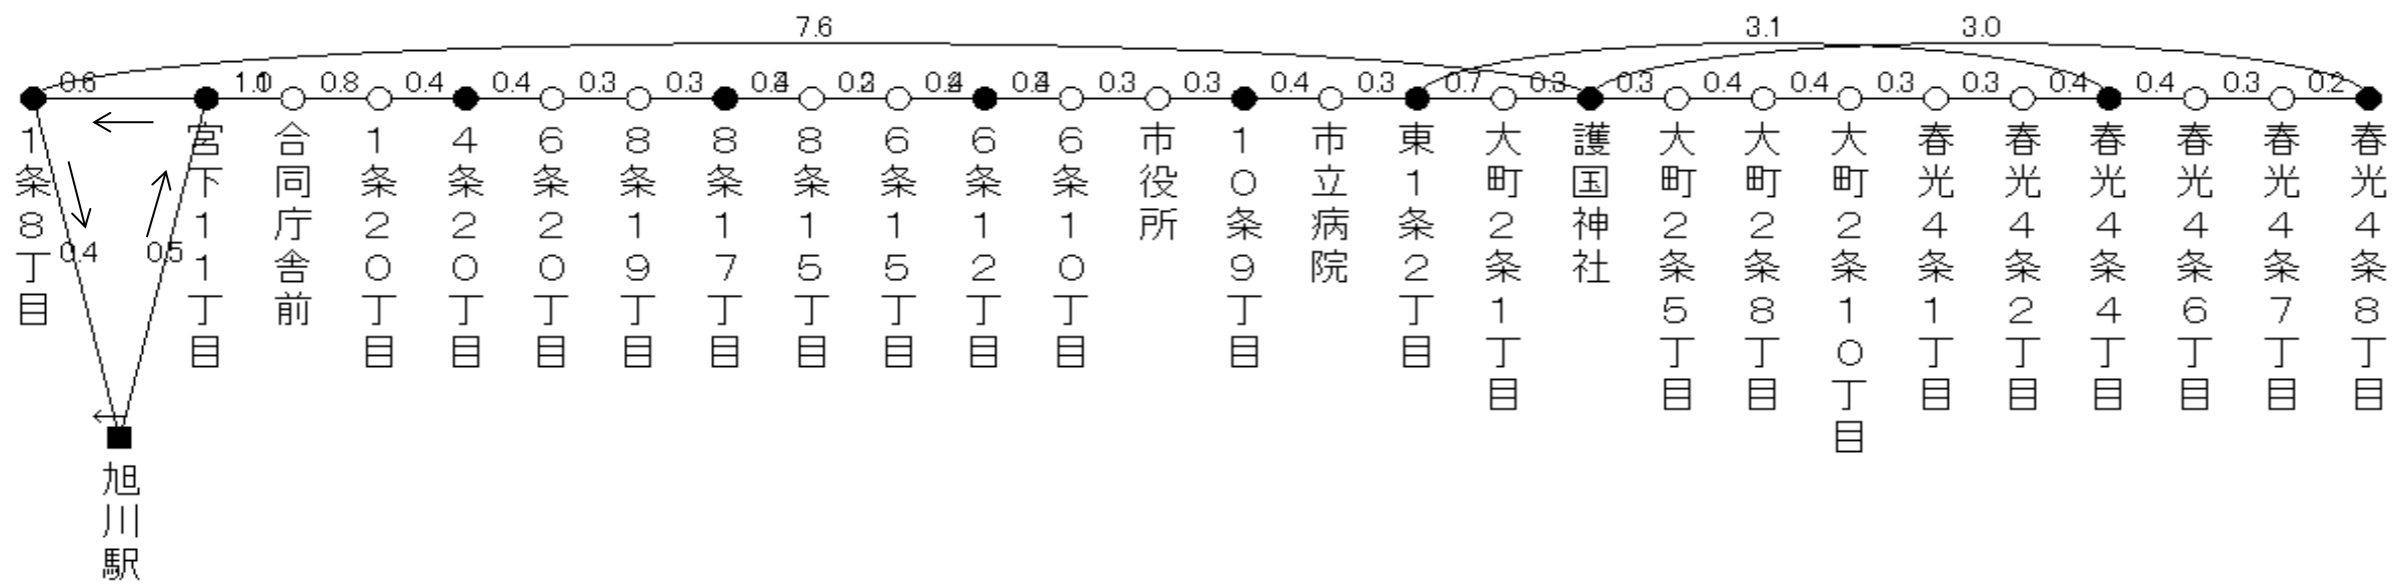 7.6
3.1
3.0
0.6
0.8
0.4
0.4
0.3
0.3
0.3
0.3
0.4
0.3
0.7
0.3
0.3
0.4
0.4
0.3
0.3
0.4
0.4
0.3
0.2
1条8丁目
宮下11丁目
合同庁舎前
1条20丁目
4条20丁目
6条20丁目
8条19丁目
8条17丁目
8条15丁目
6条15丁目
6条12丁目
6条10丁目
市役所
10条9丁目
市立病院
東1条2丁目
大町2条1丁目
護国神社
大町2条5丁目
大町2条8丁目
大町2条10丁目
春光4条1丁目
春光4条2丁目
春光4条4丁目
春光4条6丁目
春光4条7丁目
春光4条8丁目
0.4
0.5
旭川駅